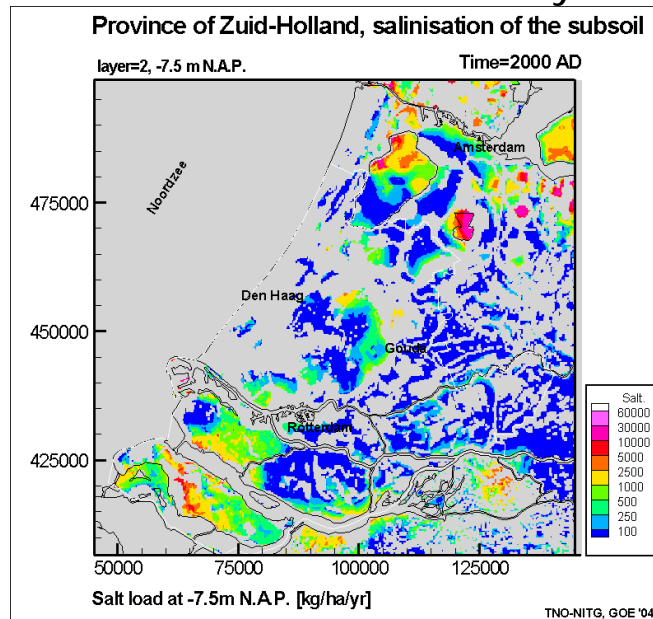 Province of Zuid-Holland, salinisation of the subsoil
layer=2, -7.5 m N.A.P.
Time=2000 AD
Amsterdam
Noordzee
475000
Den Haag
450000
Gouda
Rotterdam
425000
Salt.
60000
30000
10000
5000
2500
1000
500
250
100
50000
75000
100000
125000
Salt load at -7.5m N.A.P. [kg/ha/yr]
TNO-NITG, GOE '04